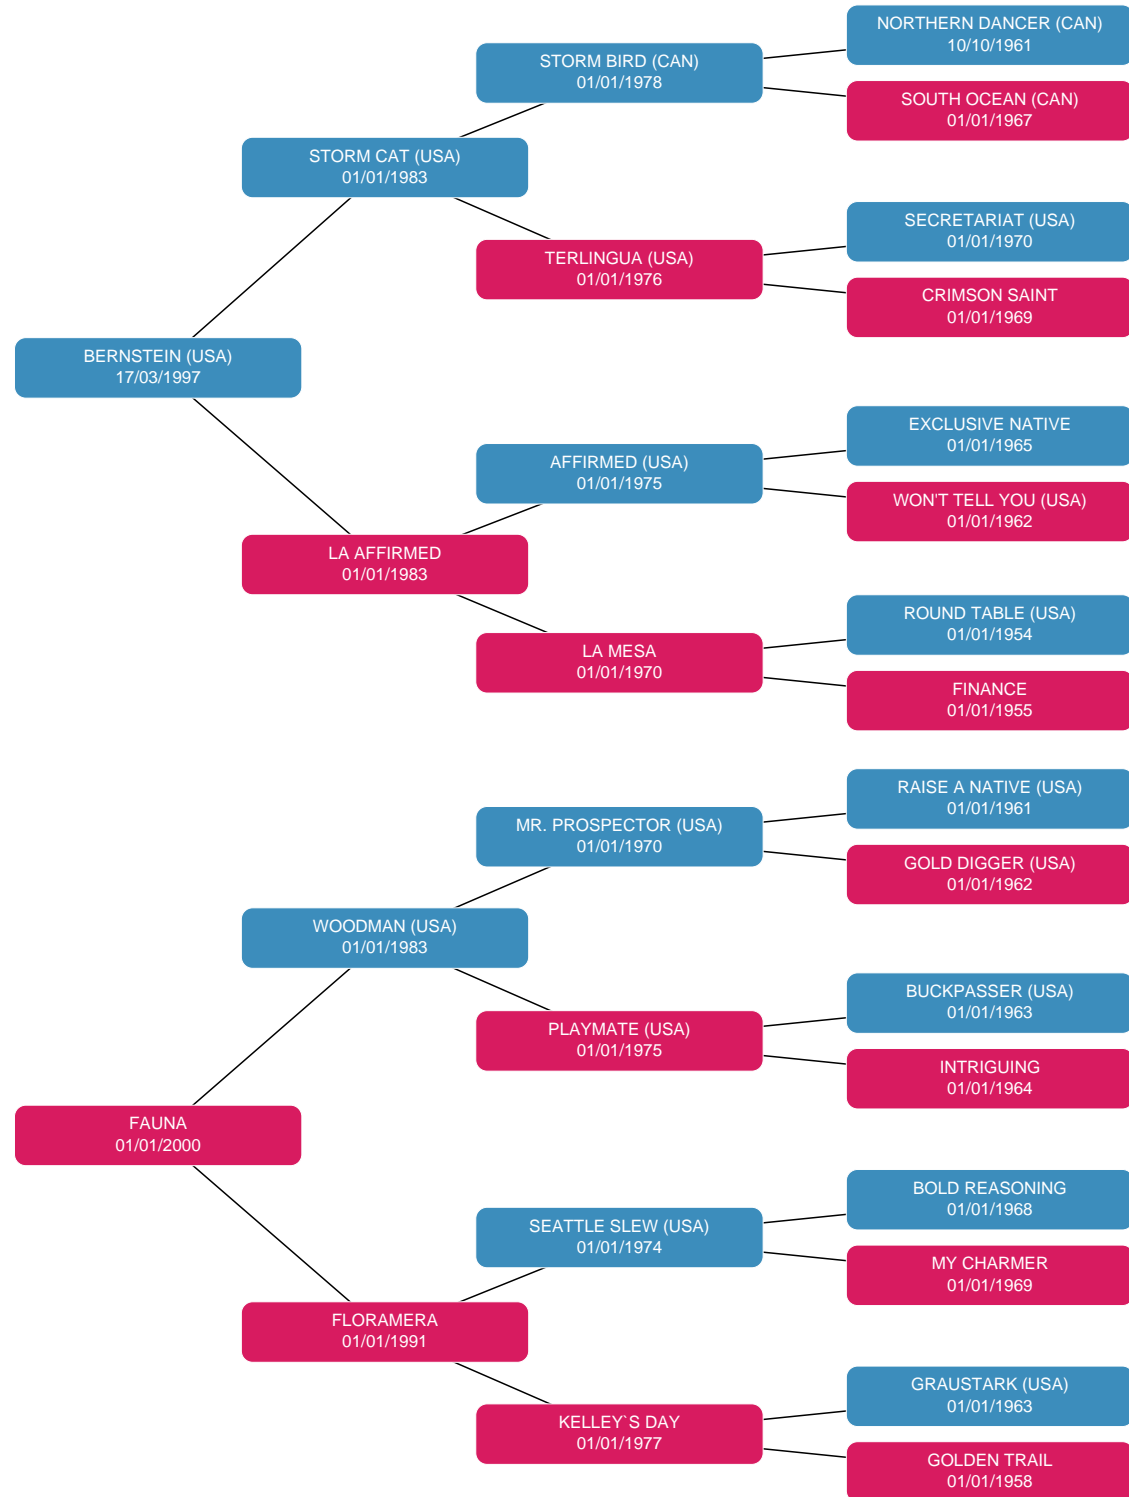 NORTHERN DANCER (CAN)
10/10/1961
STORM BIRD (CAN)
01/01/1978
SOUTH OCEAN (CAN)
01/01/1967
STORM CAT (USA)
01/01/1983
SECRETARIAT (USA)
01/01/1970
TERLINGUA (USA)
01/01/1976
CRIMSON SAINT
01/01/1969
BERNSTEIN (USA)
17/03/1997
EXCLUSIVE NATIVE
01/01/1965
AFFIRMED (USA)
01/01/1975
WON'T TELL YOU (USA)
01/01/1962
LA AFFIRMED
01/01/1983
ROUND TABLE (USA)
01/01/1954
LA MESA
01/01/1970
FINANCE
01/01/1955
RAISE A NATIVE (USA)
01/01/1961
MR. PROSPECTOR (USA)
01/01/1970
GOLD DIGGER (USA)
01/01/1962
WOODMAN (USA)
01/01/1983
BUCKPASSER (USA)
01/01/1963
PLAYMATE (USA)
01/01/1975
INTRIGUING
01/01/1964
FAUNA
01/01/2000
BOLD REASONING
01/01/1968
SEATTLE SLEW (USA)
01/01/1974
MY CHARMER
01/01/1969
FLORAMERA
01/01/1991
GRAUSTARK (USA)
01/01/1963
KELLEY`S DAY
01/01/1977
GOLDEN TRAIL
01/01/1958